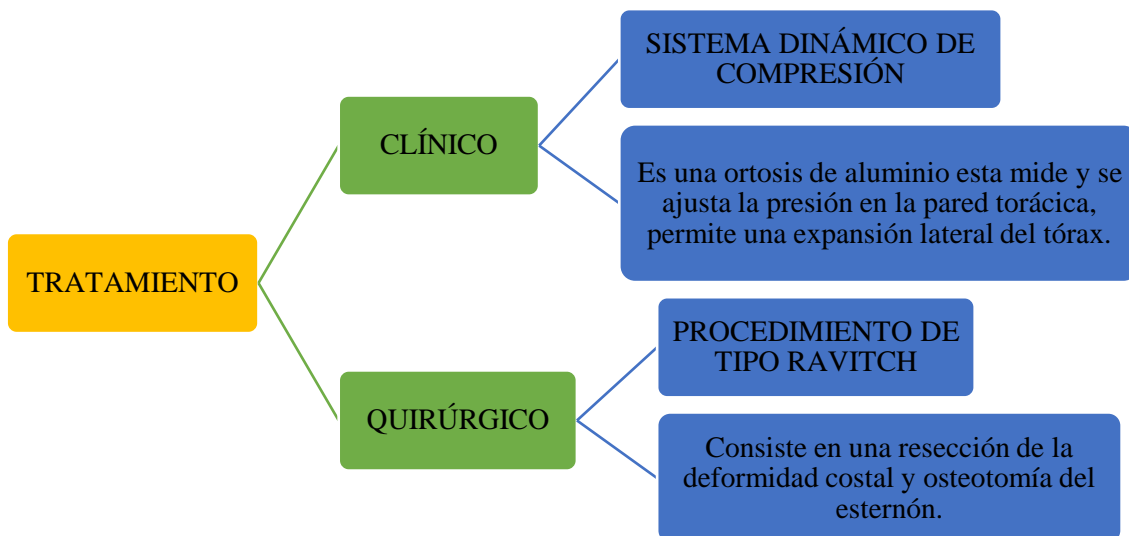 TRATAMIENTO
CLÍNICO
SISTEMA DINÁMICO DE
COMPRESIÓN
Es una ortosis de aluminio esta mide y se
ajusta la presión en la pared torácica,
permite una expansión lateral del tórax.
QUIRÚRGICO
PROCEDIMIENTO DE
TIPO RAVITCH
Consiste en una resección de la
deformidad costal y osteotomía del
esternón.